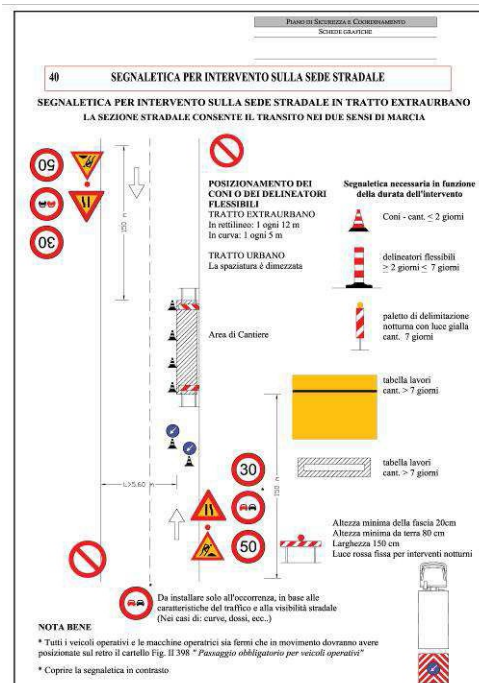 PIANO DI SICUREZZA E COORDINAMENTO
SCHEDE GRAFICHE
40 SEGNALETICA PER INTERVENTO SULLA SEDE STRADALE
SEGNALETICA PER INTERVENTO SULLA SEDE STRADALE IN TRATTO EXTRAURBANO
LA SEZIONE STRADALE CONSENTE IL TRANSITO NEI DUE SENSI DI MARCIA
50
30
POSIZIONAMENTO DEI
CONI O DEI DELINEATORI
FLESSIBILI
TRATTO EXTRAURBANO
In rettilineo: 1 ogni 12 m
In curva: 1 ogni 5 m
TRATTO URBANO
La spaziatura è dimezzata
Segnaletica necessaria in funzione
della durata dell'intervento
Coni - cant. ≤ 2 giorni
delineatori flessibili
≥ 2 giorni < 7 giorni
paletto di delimitazione
notturna con luce gialla
cant. 7 giorni
Area di Cantiere
tabella lavori
cant. > 7 giorni
tabella lavori
cant. > 7 giorni
L>5.60 m
150 m
30
50
Altezza minima della fascia 20cm
Altezza minima da terra 80 cm
Larghezza 150 cm
Luce rossa fissa per interventi notturni
Da installare solo all'occorrenza, in base alle
caratteristiche del traffico e alla visibilità stradale
(Nei casi di: curve, dossi, ecc..)
NOTA BENE
* Tutti i veicoli operativi e le macchine operatrici sia fermi che in movimento dovranno avere
posizionate sul retro il cartello Fig. II 398 " Passaggio obbligatorio per veicoli operativi"
* Coprire la segnaletica in contrasto